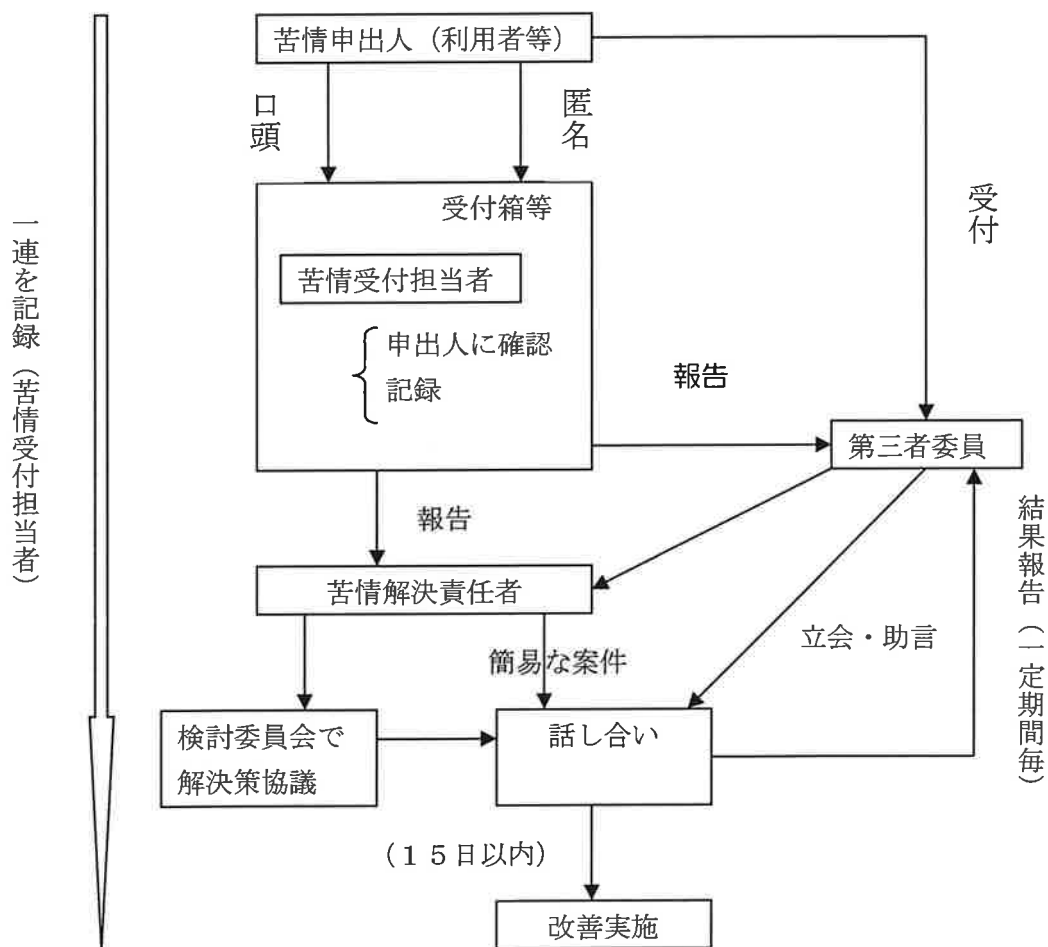 苦情申出人（利用者等）
口頭
匿名
受付
受付箱等
苦情受付担当者
申出人に確認
記録
報告
第三者委員
報告
苦情解決責任者
簡易な案件
立会・助言
結果報告（一定期間毎）
検討委員会で
解決策協議
話し合い
（１５日以内）
改善実施
一連を記録（苦情受付担当者）